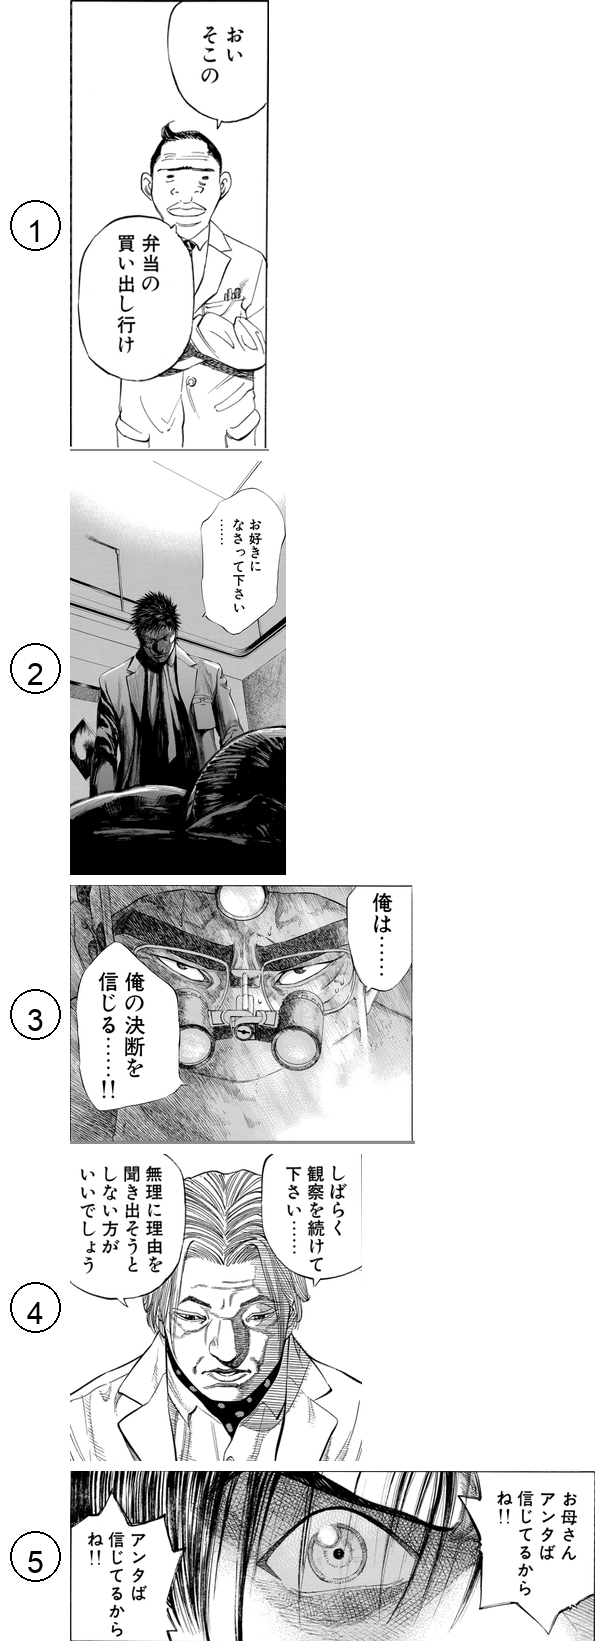 1
おい
そこの
弁当の
買い出し行け
2
お好きに
なさって下さい
……
3
俺は……
俺の決断を
信じる……!!
4
しばらく
観察を続けて
下さい……
無理に理由を
聞き出そうと
しない方が
いいでしょう
5
お母さん
アンタば
信じてるから
ね!!
アンタば
信じてるから
ね!!